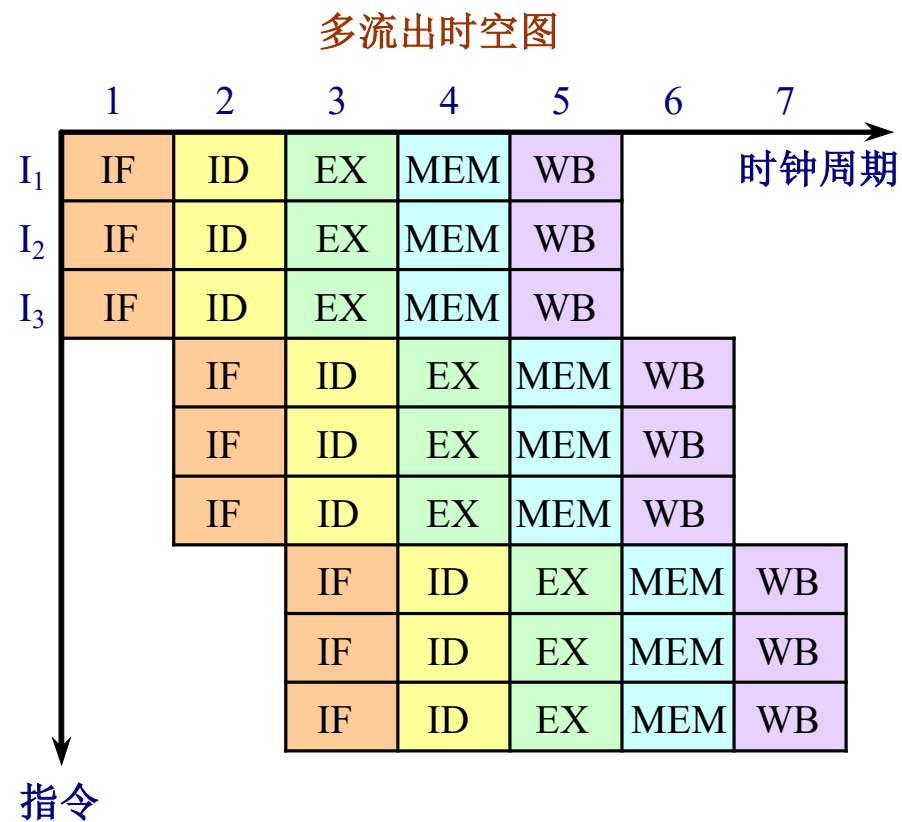 多流出时空图
1 2 3 4 5 6 7
时钟周期
I1 IF ID EX MEM WB
I2 IF ID EX MEM WB
I3 IF ID EX MEM WB
IF ID EX MEM WB
IF ID EX MEM WB
IF ID EX MEM WB
IF ID EX MEM WB
IF ID EX MEM WB
IF ID EX MEM WB
指令